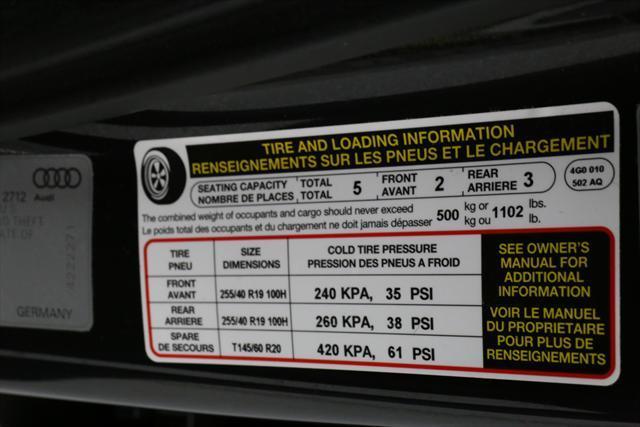 TIRE AND LOADING INFORMATION
RENSEIGNEMENTS SUR LES PNEUS ET LE CHARGEMENT
SEATING CAPACITY TOTAL 5 FRONT 2 REAR 3
NOMBRE DE PLACES TOTAL AVANT ARRIERE
4G0 010
502 AQ
The combined weight of occupants and cargo should never exceed 500 kg or 1102 lbs.
Le poids total des occupants et du chargement ne doit jamais dépasser kg ou lb.
TIRE SIZE COLD TIRE PRESSURE
PNEU DIMENSIONS PRESSION DES PNEUS A FROID
FRONT
AVANT 255/40 R19 100H 240 KPA, 35 PSI
REAR
ARRIERE 255/40 R19 100H 260 KPA, 38 PSI
SPARE
DE SECOURS T145/60 R20 420 KPA, 61 PSI
SEE OWNER'S
MANUAL FOR
ADDITIONAL
INFORMATION
VOIR LE MANUEL
DU PROPRIETAIRE
POUR PLUS DE
RENSEIGNEMENTS
2712 Audi
THEFT
ATE OF
4222271
GERMANY